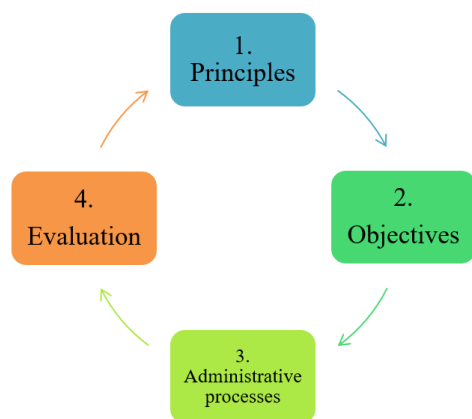 1.
Principles
2.
Objectives
3.
Administrative
processes
4.
Evaluation